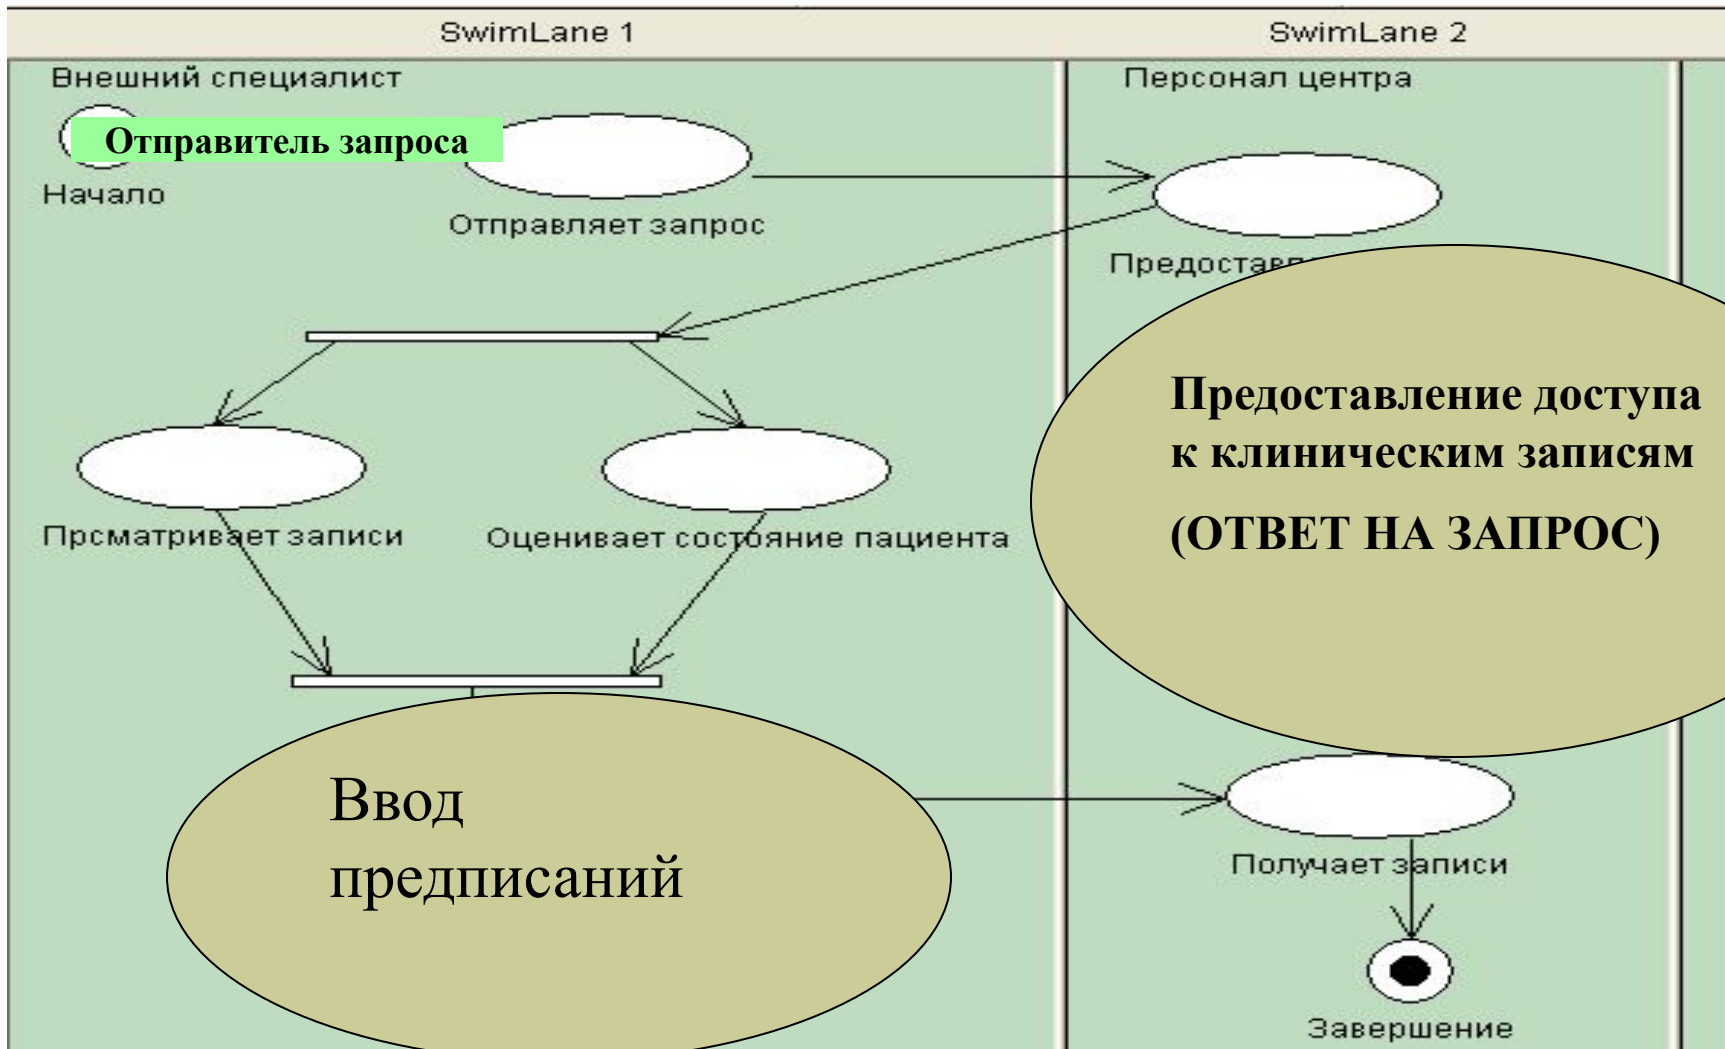 SwimLane 1
SwimLane 2
Внешний специалист
Персонал центра
Отправитель запроса
Начало
Отправляет запрос
Предоставление доступа
к клиническим записям
(ОТВЕТ НА ЗАПРОС)
Прсматривает записи
Оценивает состояние пациента
Ввод
предписаний
Получает записи
Завершение